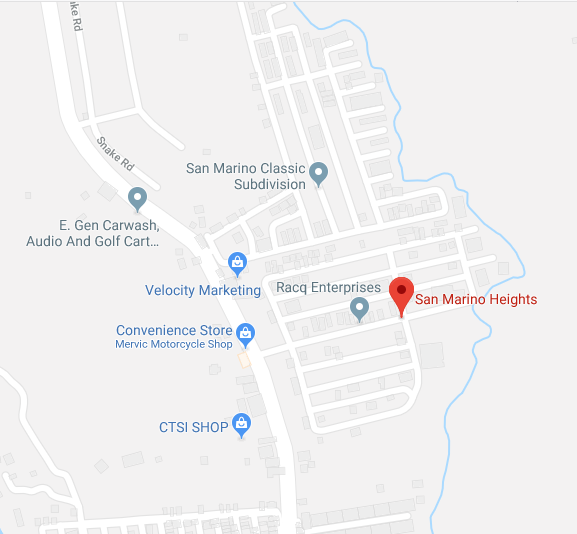 ke Rd
Snake Rd
San Marino Classic
Subdivision
E. Gen Carwash,
Audio And Golf Cart...
Velocity Marketing
Racq Enterprises
San Marino Heights
Convenience Store
Mervic Motorcycle Shop
CTSI SHOP